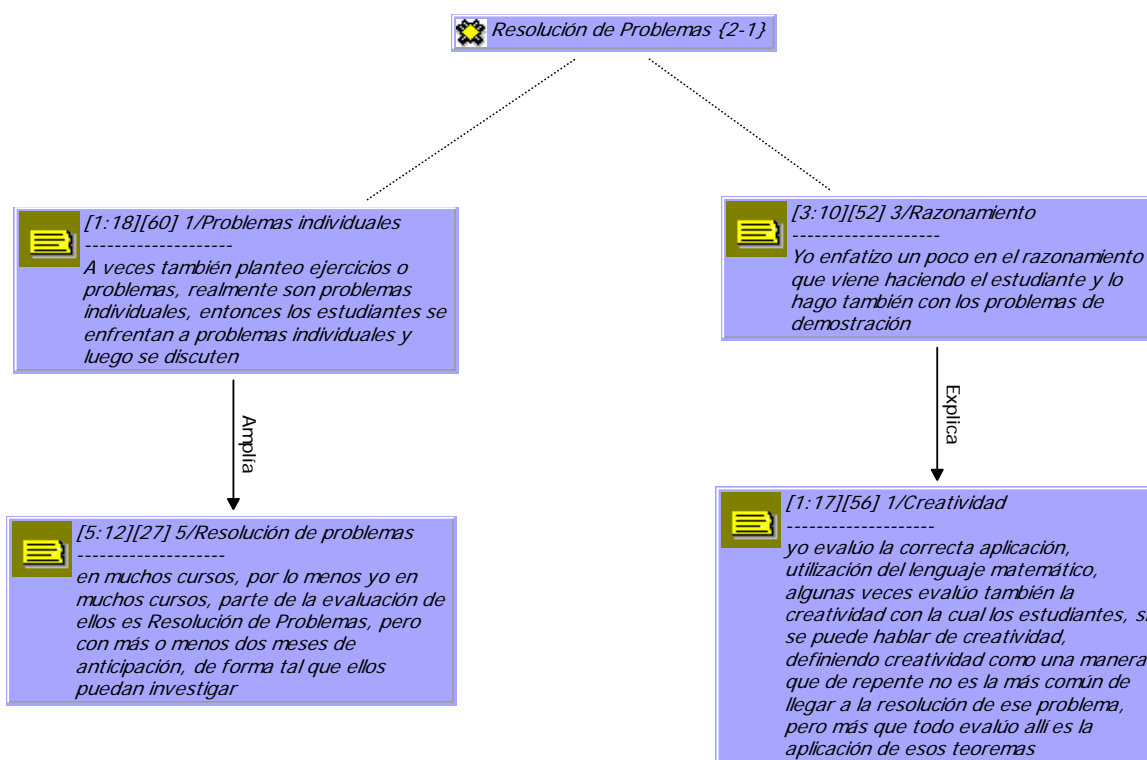 Resolución de Problemas {2-1}
[1:18][60] 1/Problemas individuales
--------------------
A veces también planteo ejercicios o
problemas, realmente son problemas
individuales, entonces los estudiantes se
enfrentan a problemas individuales y
luego se discuten
Amplía
[5:12][27] 5/Resolución de problemas
--------------------
en muchos cursos, por lo menos yo en
muchos cursos, parte de la evaluación de
ellos es Resolución de Problemas, pero
con más o menos dos meses de
anticipación, de forma tal que ellos
puedan investigar
[3:10][52] 3/Razonamiento
--------------------
Yo enfatizo un poco en el razonamiento
que viene haciendo el estudiante y lo
hago también con los problemas de
demostración
Explica
[1:17][56] 1/Creatividad
--------------------
yo evalúo la correcta aplicación,
utilización del lenguaje matemático,
algunas veces evalúo también la
creatividad con la cual los estudiantes,
se puede hablar de creatividad,
definiendo creatividad como una manera
que de repente no es la más común de
llegar a la resolución de ese problema,
pero más que todo evalúo allí es la
aplicación de esos teoremas